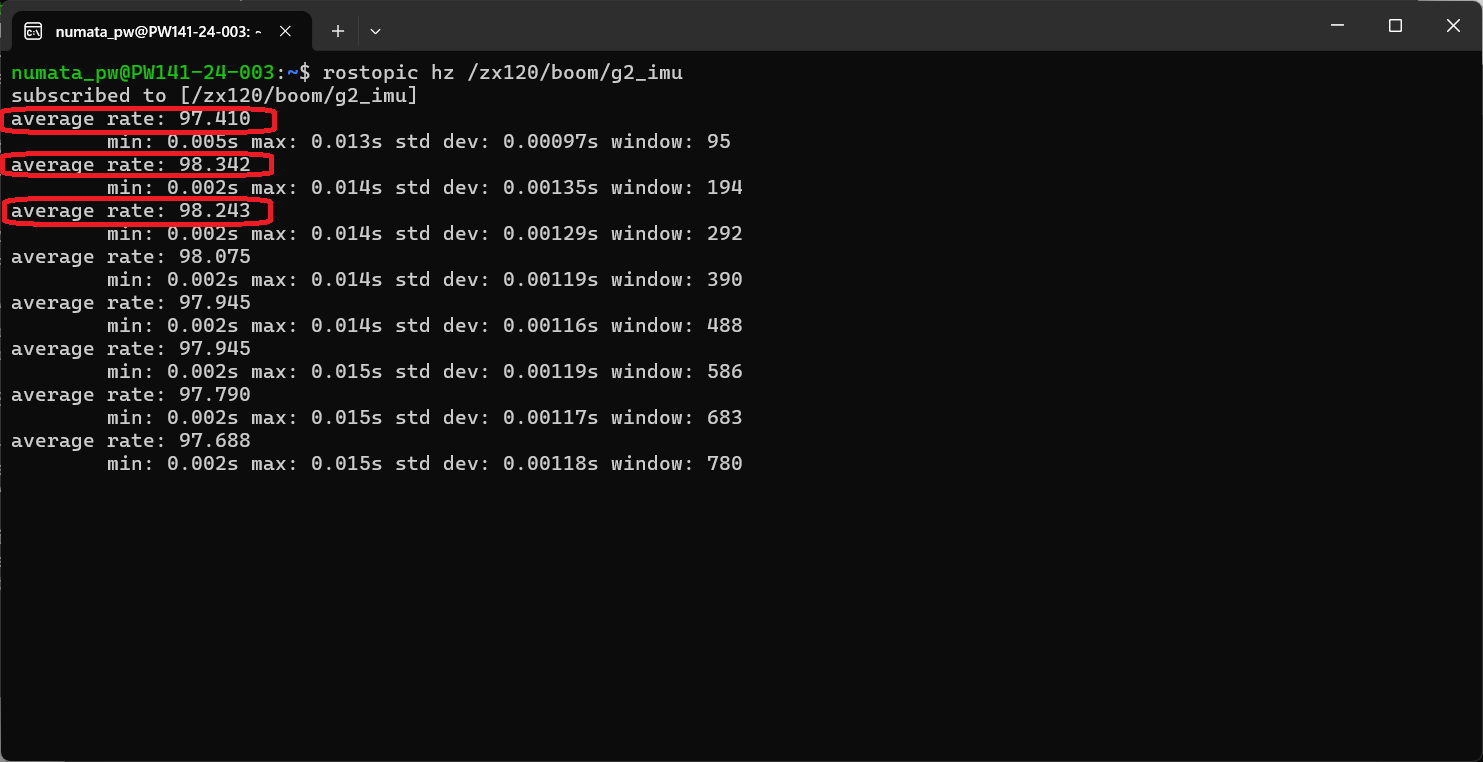 numata_pw@PW141-24-003: ~
numata_pw@PW141-24-003:~$ rostopic hz /zx120/boom/g2_imu
subscribed to [/zx120/boom/g2_imu]
average rate: 97.410
        min: 0.005s max: 0.013s std dev: 0.00097s window: 95
average rate: 98.342
        min: 0.002s max: 0.014s std dev: 0.00135s window: 194
average rate: 98.243
        min: 0.002s max: 0.014s std dev: 0.00129s window: 292
average rate: 98.075
        min: 0.002s max: 0.014s std dev: 0.00119s window: 390
average rate: 97.945
        min: 0.002s max: 0.014s std dev: 0.00116s window: 488
average rate: 97.945
        min: 0.002s max: 0.015s std dev: 0.00119s window: 586
average rate: 97.790
        min: 0.002s max: 0.015s std dev: 0.00117s window: 683
average rate: 97.688
        min: 0.002s max: 0.015s std dev: 0.00118s window: 780